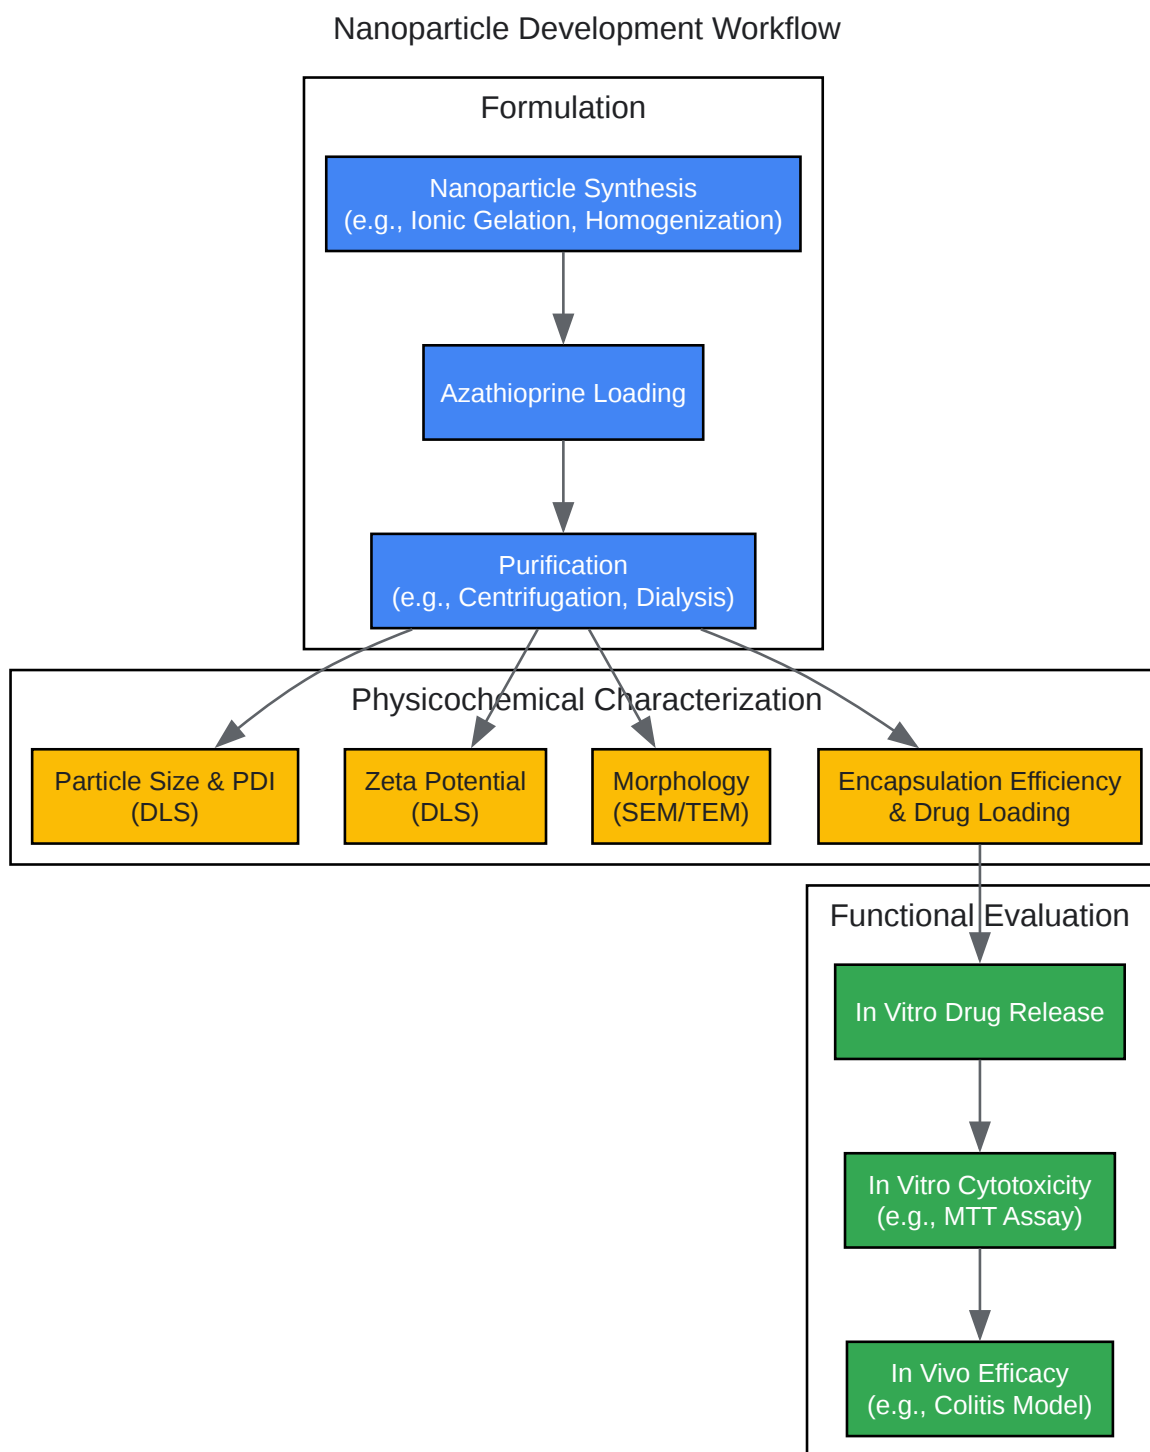 Nanoparticle Development Workflow
Formulation
Nanoparticle Synthesis
(e.g., Ionic Gelation, Homogenization)
Azathioprine Loading
Purification
(e.g., Centrifugation, Dialysis)
Physicochemical Characterization
Particle Size & PDI
(DLS)
Zeta Potential
(DLS)
Morphology
(SEM/TEM)
Encapsulation Efficiency
& Drug Loading
Functional Evaluation
In Vitro Drug Release
In Vitro Cytotoxicity
(e.g., MTT Assay)
In Vivo Efficacy
(e.g., Colitis Model)